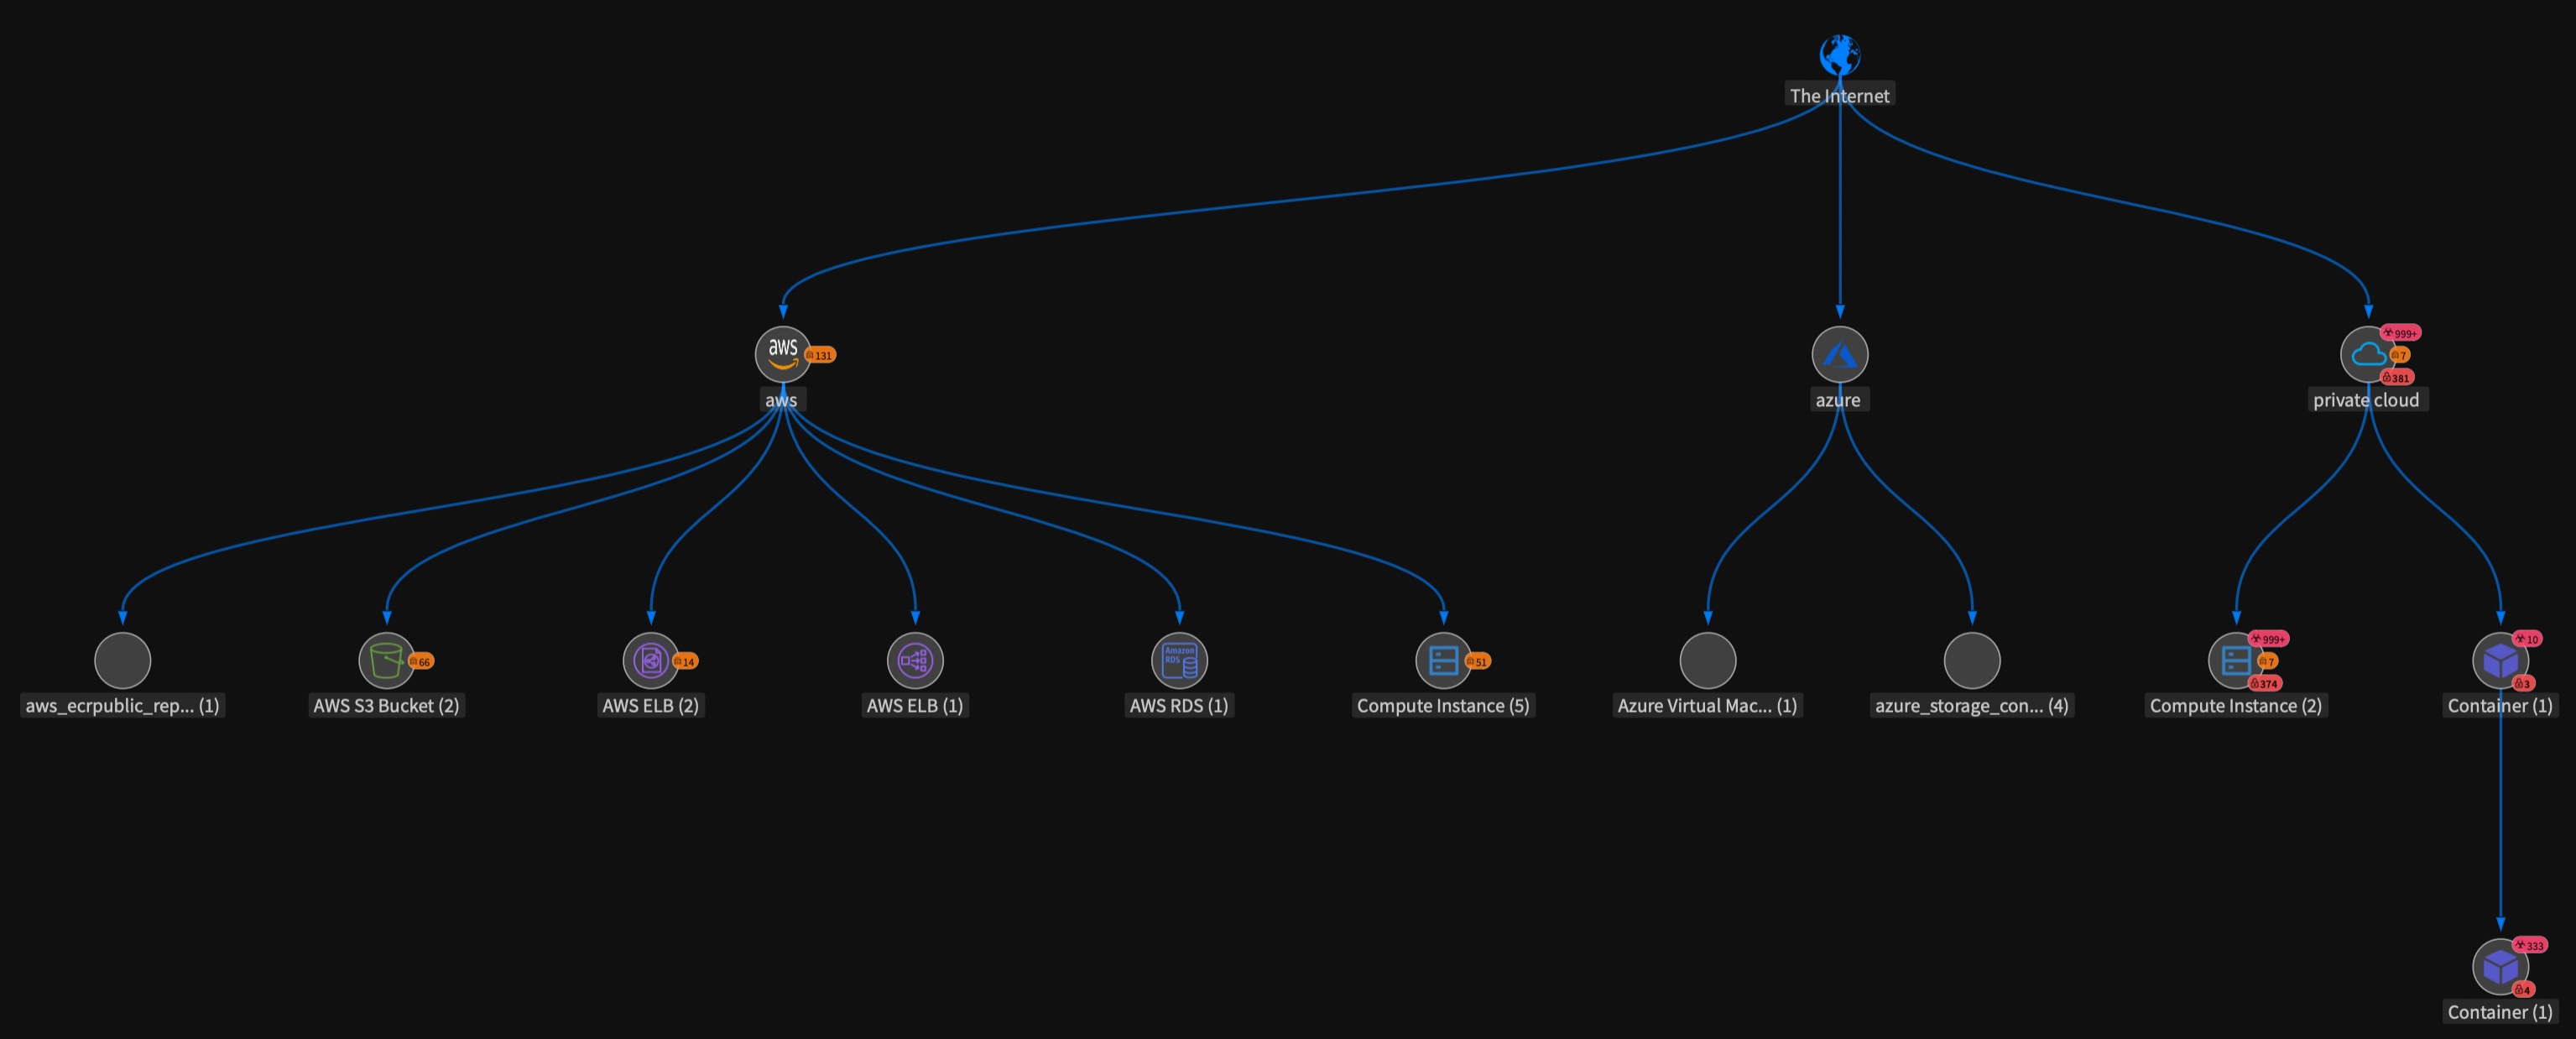 The Internet
aws
131
aws
azure
999+
7
381
private cloud
aws_ecrpublic_rep... (1)
66
AWS S3 Bucket (2)
14
AWS ELB (2)
AWS ELB (1)
Amazon
RDS
AWS RDS (1)
51
Compute Instance (5)
Azure Virtual Mac... (1)
azure_storage_con... (4)
999+
7
374
Compute Instance (2)
10
3
Container (1)
333
4
Container (1)